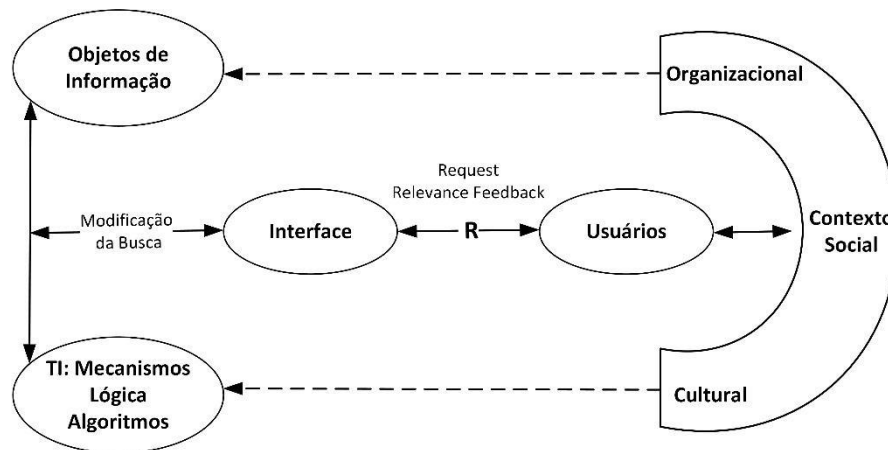 Objetos de
Informação
Organizacional
Request
Relevance Feedback
Modificação
da Busca
Interface
R
Usuários
Contexto
Social
TI: Mecanismos
Lógica
Algoritmos
Cultural